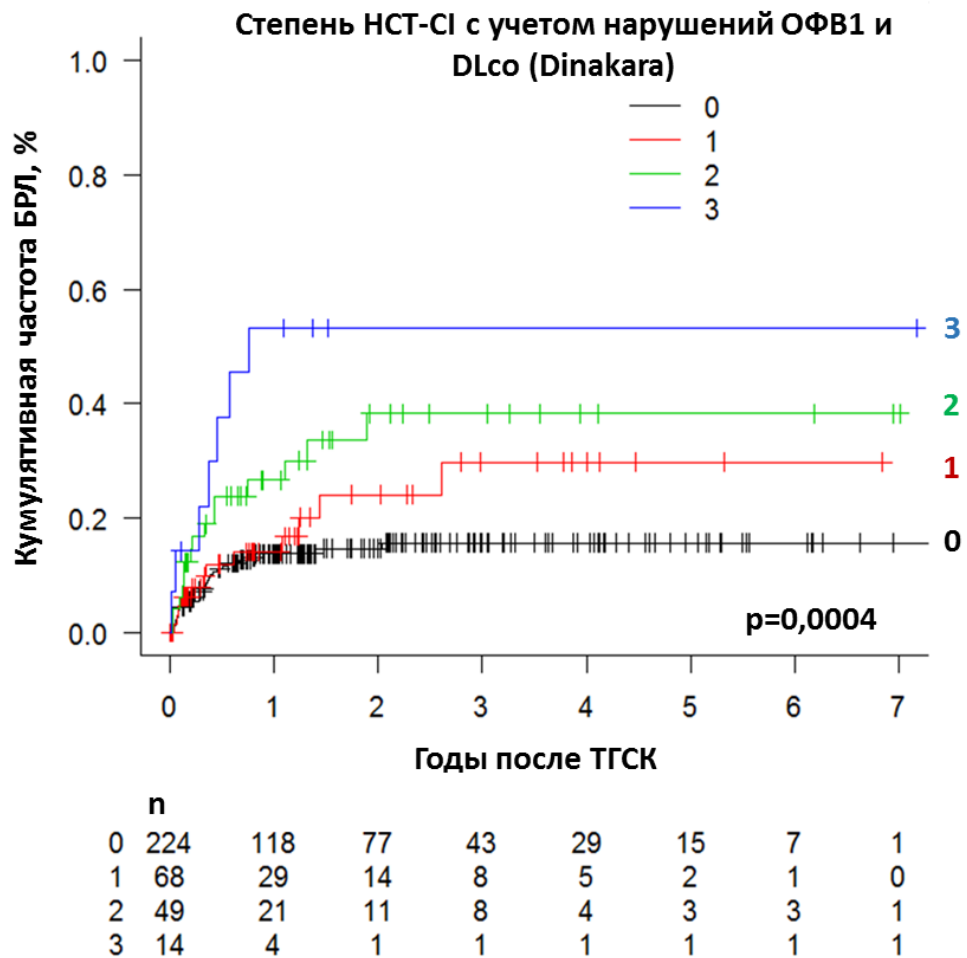 Степень HCT-CI с учетом нарушений ОФВ1 и
DLco (Dinakara)
0
1
2
3
Кумулятивная частота БРЛ, %
1.0
0.8
0.6
0.4
0.2
0.0
3
2
1
0
p=0,0004
0 1 2 3 4 5 6 7
Годы после ТГСК
n
0 224 118 77 43 29 15 7 1
1 68 29 14 8 5 2 1 0
2 49 21 11 8 4 3 3 1
3 14 4 1 1 1 1 1 1